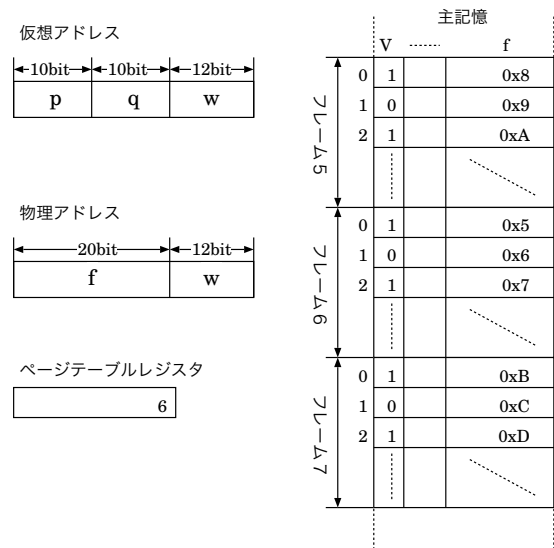 仮想アドレス
10bit 10bit 12bit
p q w
物理アドレス
20bit 12bit
f w
ページテーブルレジスタ
6
主記憶
V ........ f
フレーム5
0 1 0x8
1 0 0x9
2 1 0xA
フレーム6
0 1 0x5
1 0 0x6
2 1 0x7
フレーム7
0 1 0xB
1 0 0xC
2 1 0xD